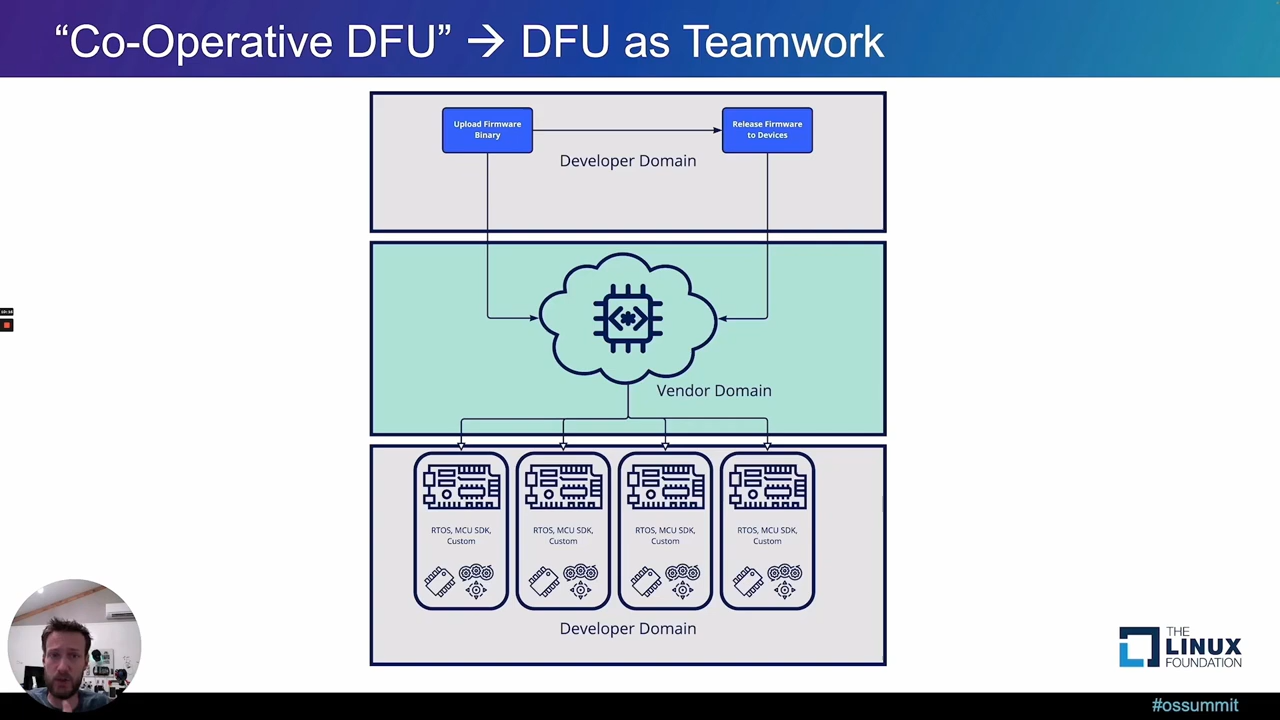 “Co-Operative DFU” → DFU as Teamwork
Upload Firmware
Binary
Release Firmware
to Devices
Developer Domain
Vendor Domain
RTOS, MCU SDK,
Custom
RTOS, MCU SDK,
Custom
RTOS, MCU SDK,
Custom
RTOS, MCU SDK,
Custom
Developer Domain
THE
LINUX
FOUNDATION
#ossummit